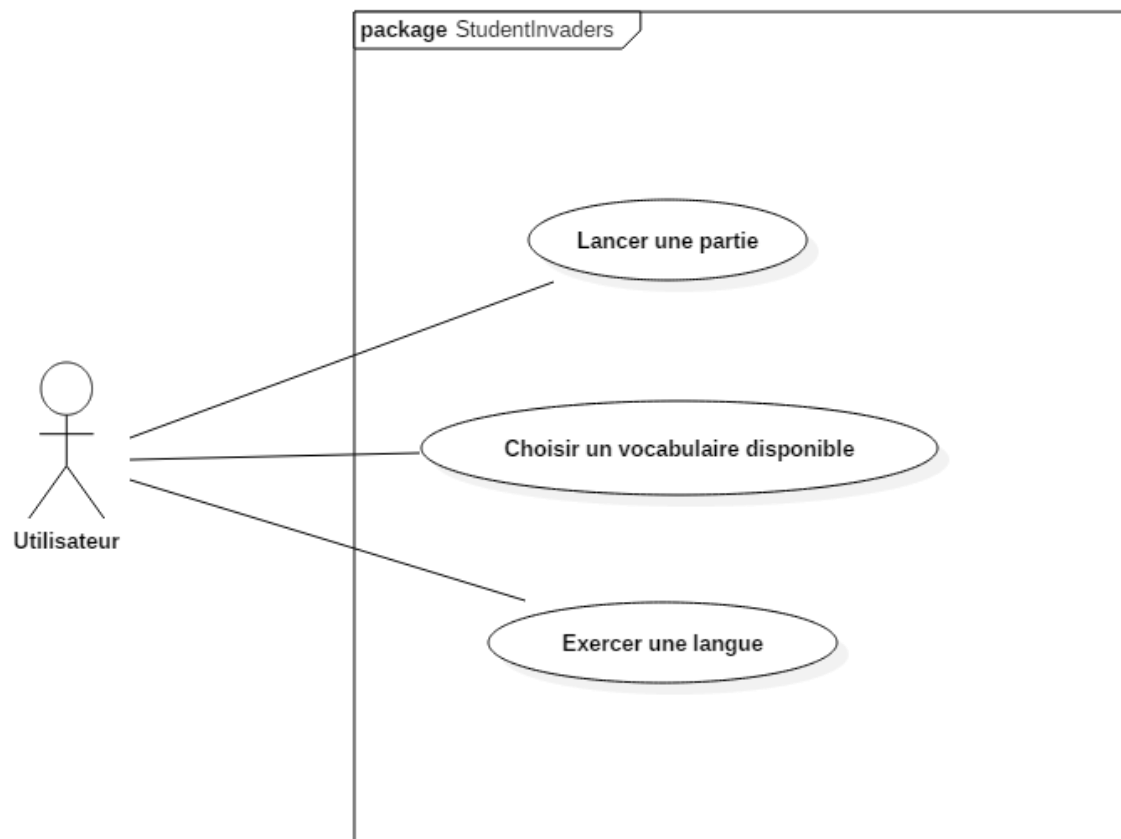 package StudentInvaders
Lancer une partie
Choisir un vocabulaire disponible
Utilisateur
Exercer une langue